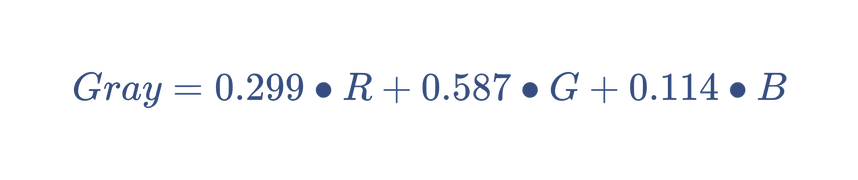 Gray = 0.299 • R + 0.587 • G + 0.114 • B